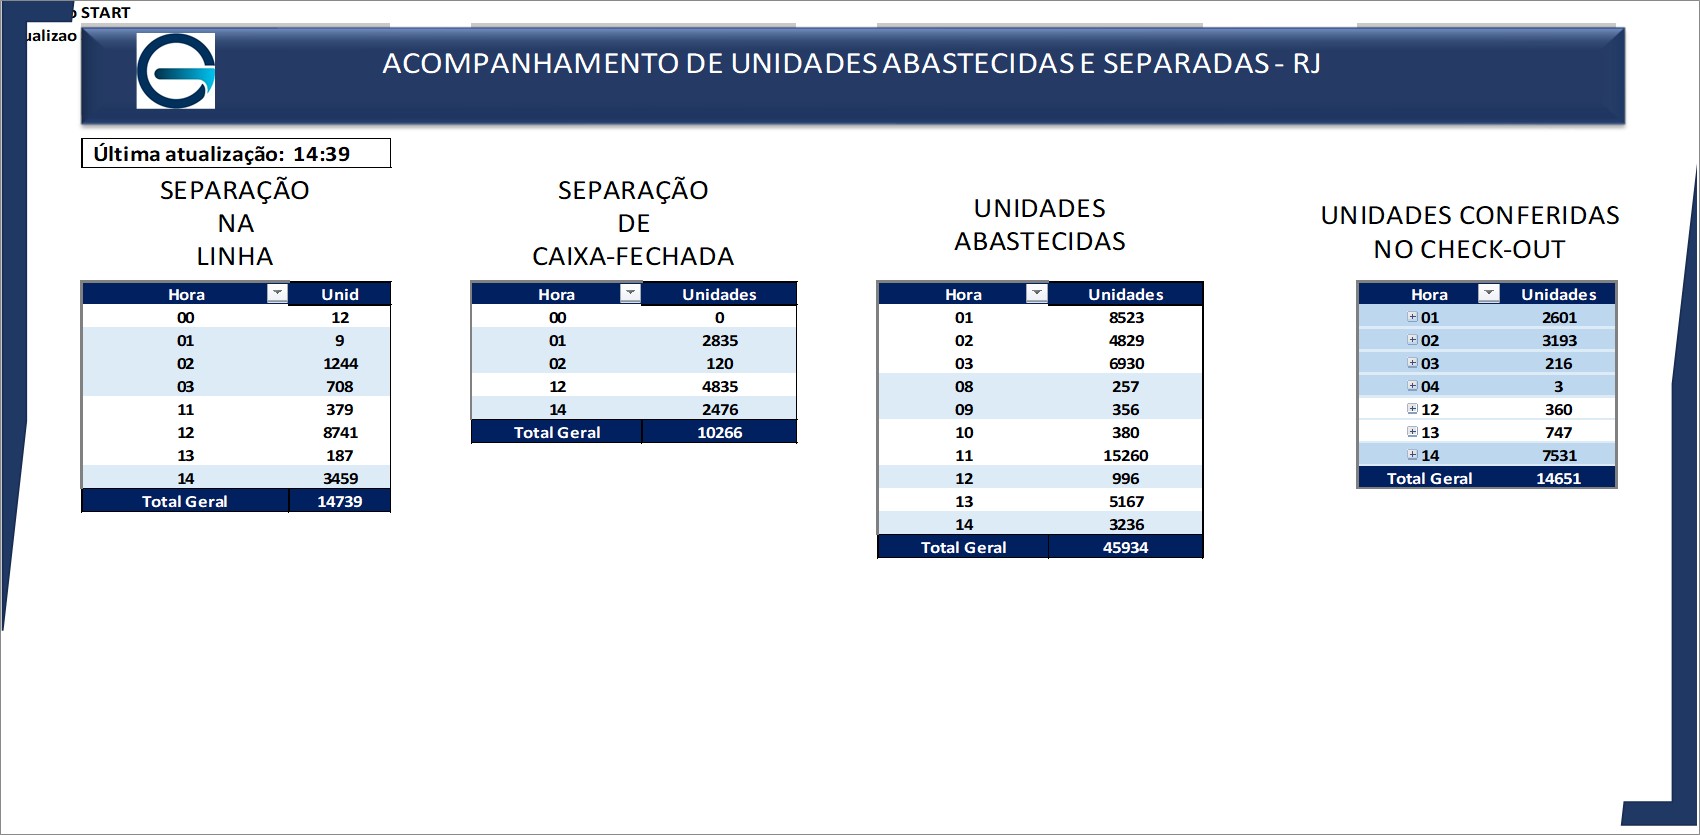 START
ualizao
ACOMPANHAMENTO DE UNIDADES ABASTECIDAS E SEPARADAS - RJ
Última atualização: 14:39
SEPARAÇÃO
NA
LINHA
Hora Unid
00 12
01 9
02 1244
03 708
11 379
12 8741
13 187
14 3459
Total Geral 14739
SEPARAÇÃO
DE
CAIXA-FECHADA
Hora Unidades
00 0
01 2835
02 120
12 4835
14 2476
Total Geral 10266
UNIDADES
ABASTECIDAS
Hora Unidades
01 8523
02 4829
03 6930
08 257
09 356
10 380
11 15260
12 996
13 5167
14 3236
Total Geral 45934
UNIDADES CONFERIDAS
NO CHECK-OUT
Hora Unidades
01 2601
02 3193
03 216
04 3
12 360
13 747
14 7531
Total Geral 14651